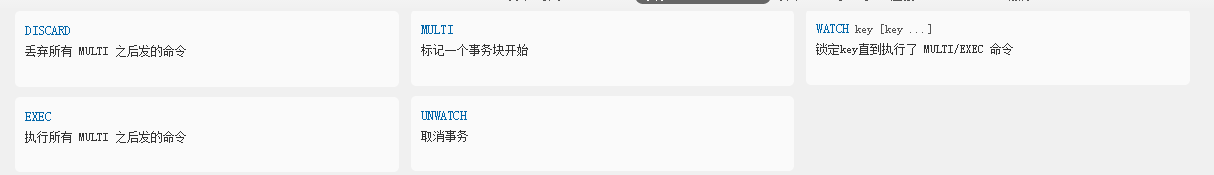 DISCARD
丢弃所有 MULTI 之后发的命令
MULTI
标记一个事务块开始
WATCH key [key ...]
锁定key直到执行了 MULTI/EXEC 命令
EXEC
执行所有 MULTI 之后发的命令
UNWATCH
取消事务